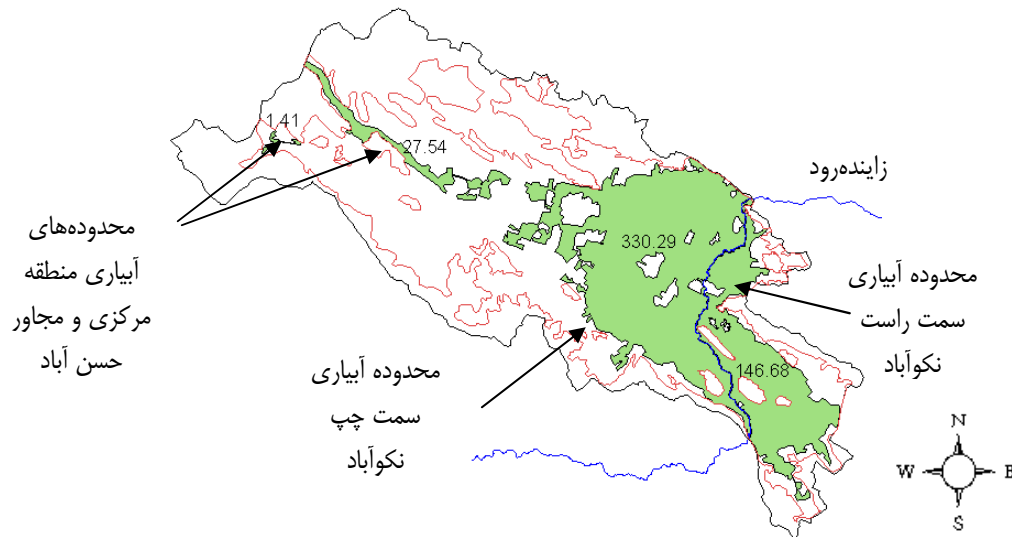 1.41
27.54
زاینده‌رود
330.29
محدوده‌های
آبیاری منطقه
مرکزی و مجاور
حسن آباد
محدوده آبیاری
سمت راست
نکوآباد
146.68
محدوده آبیاری
سمت چپ
نکوآباد
N
W E
S